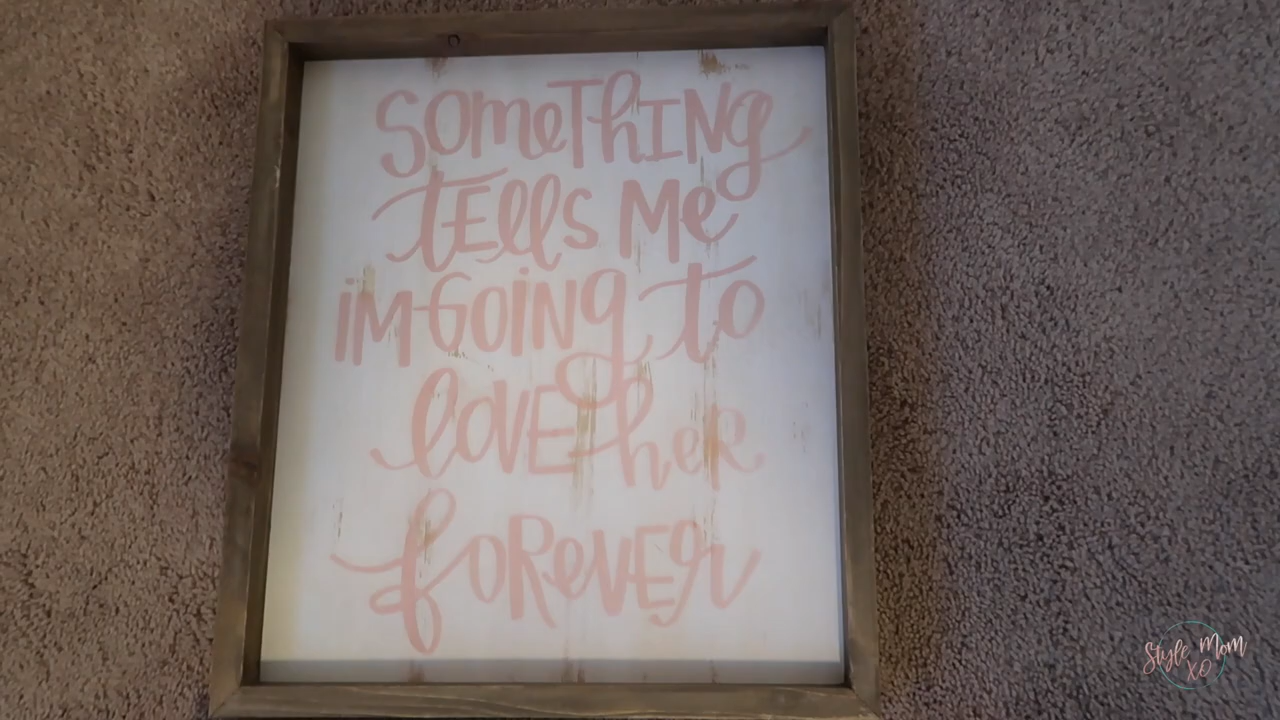 SOmeThING
tElls Me
iM GOiNg to
lOVE heR
fOReVEr
Style Mom
XO